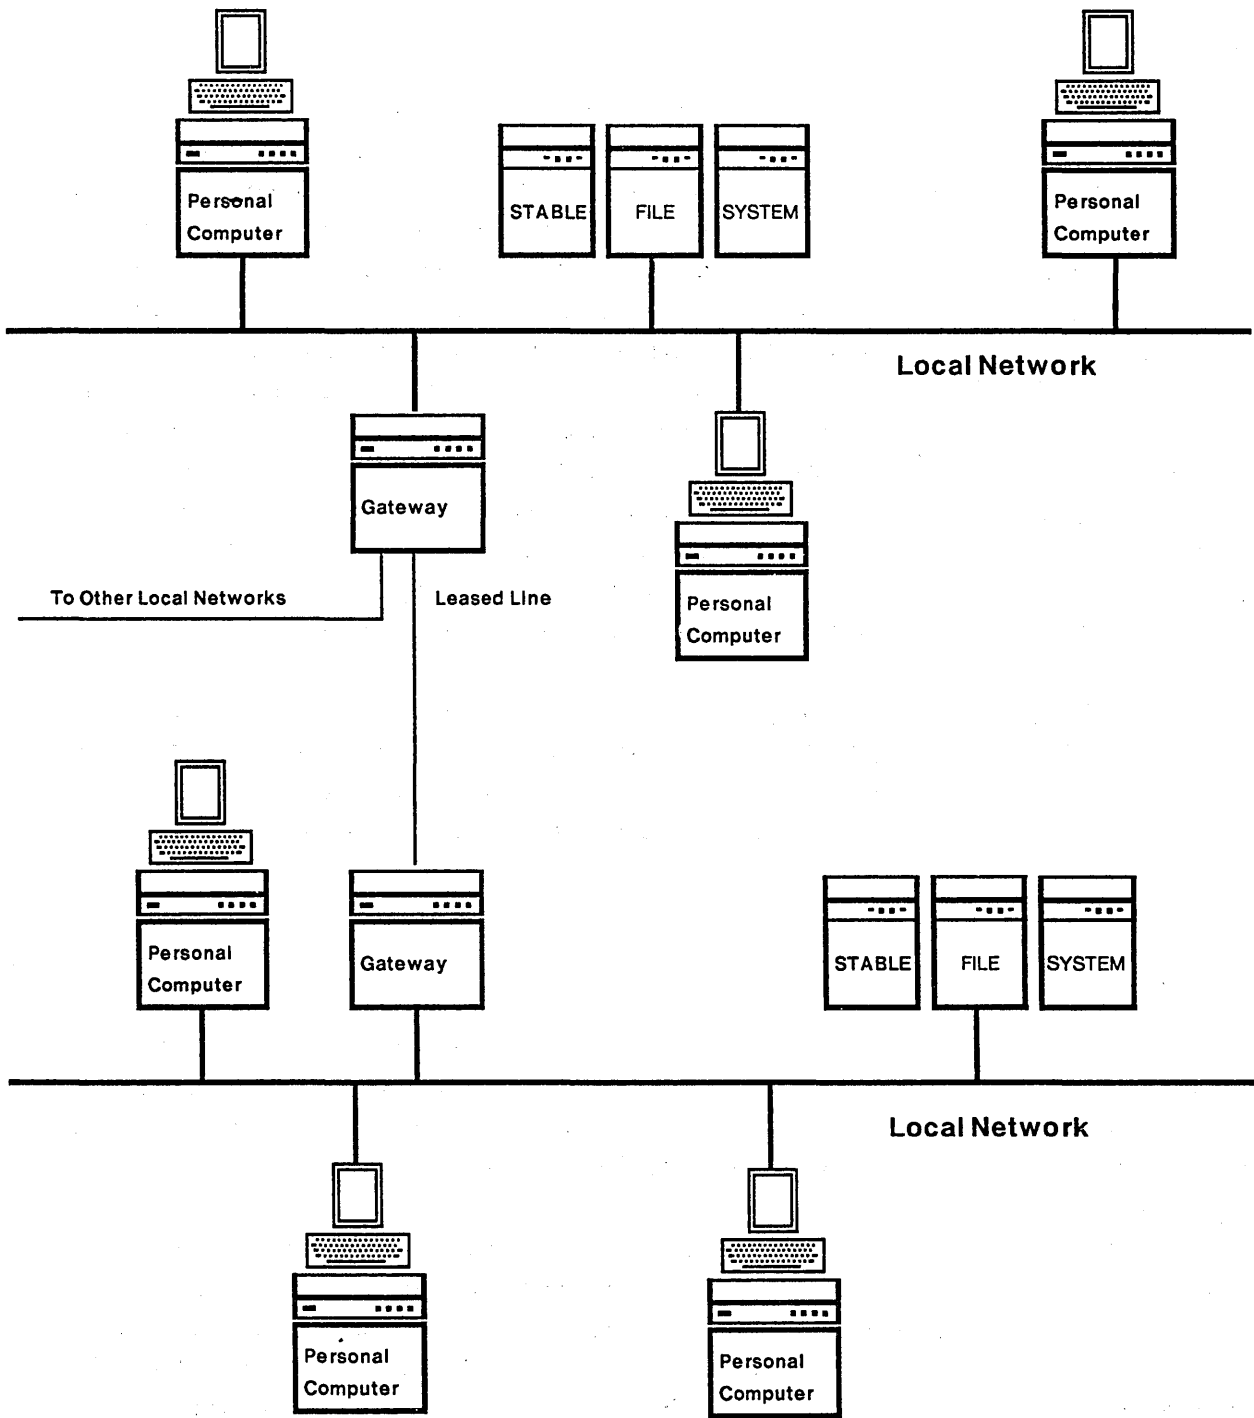 Personal
Computer
STABLE
FILE
SYSTEM
Personal
Computer
Local Network
Gateway
To Other Local Networks
Leased Line
Personal
Computer
Personal
Computer
Gateway
STABLE
FILE
SYSTEM
Local Network
Personal
Computer
Personal
Computer